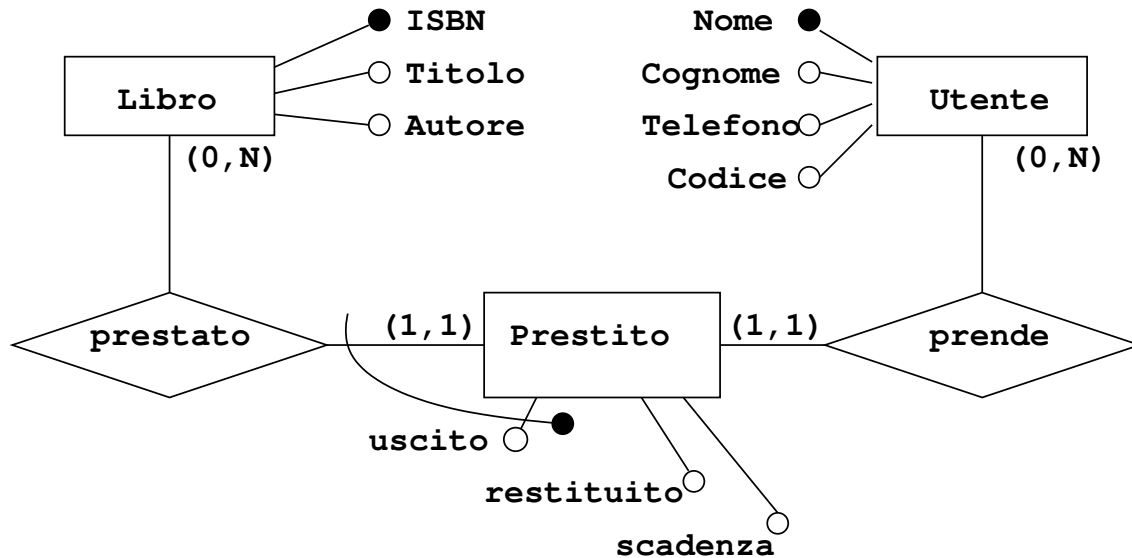 ISBN
Nome
Libro
Titolo
Cognome
Utente
Autore
Telefono
(0,N)
(0,N)
Codice
prestato
(1,1)
Prestito
(1,1)
prende
uscito
restituito
scadenza